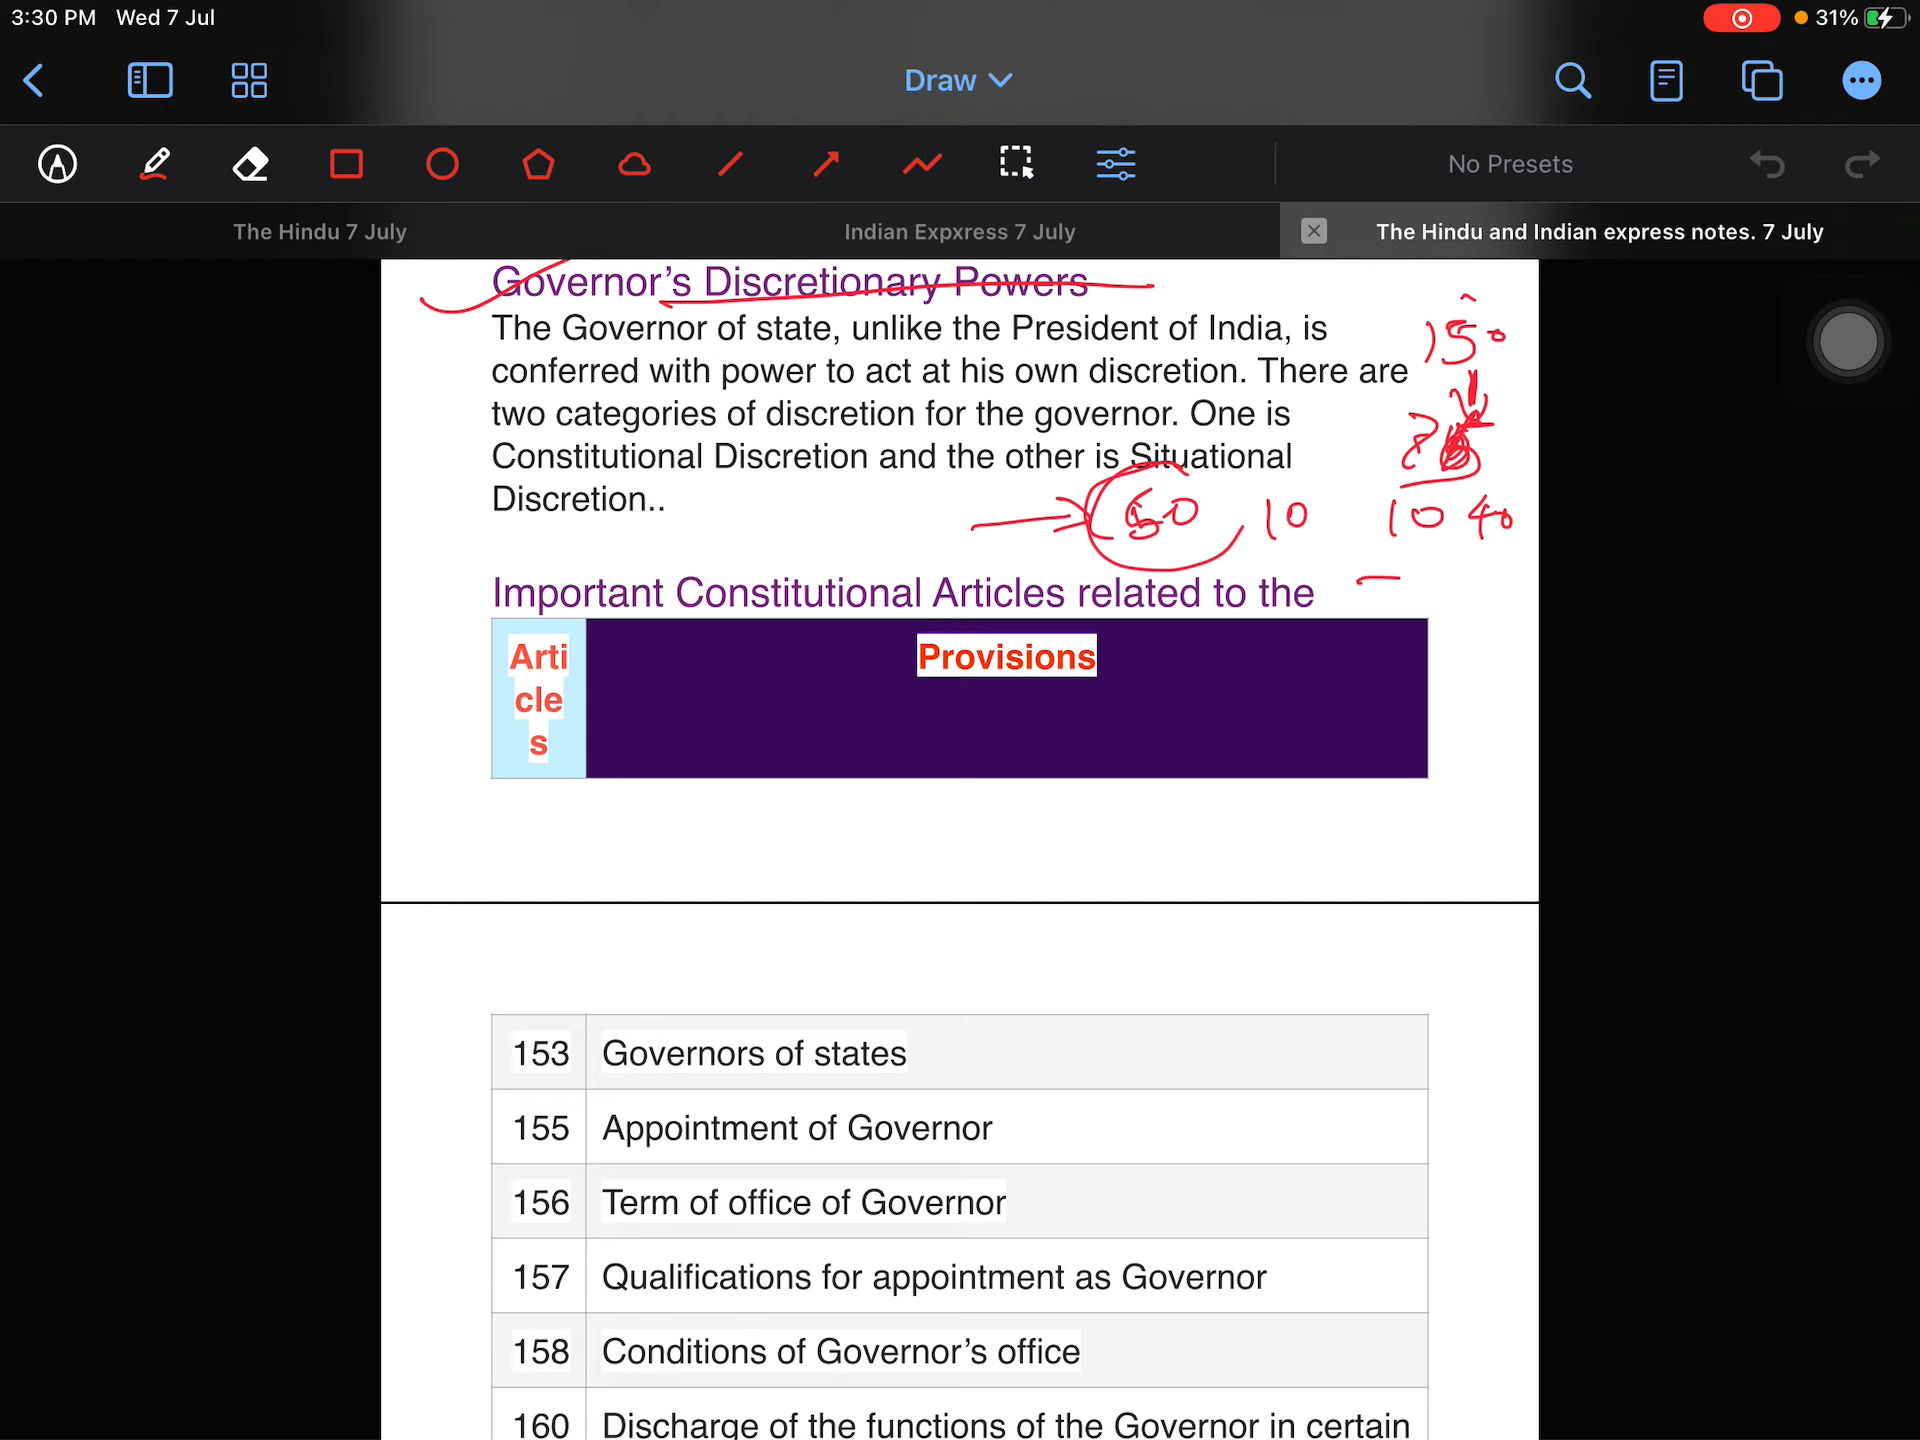 3:30 PM Wed 7 Jul
31%
Draw
No Presets
The Hindu 7 July
Indian Expxress 7 July
The Hindu and Indian express notes. 7 July
Governor's Discretionary Powers
The Governor of state, unlike the President of India, is
conferred with power to act at his own discretion. There are
two categories of discretion for the governor. One is
Constitutional Discretion and the other is Situational
Discretion..
150
10
10 40
Important Constitutional Articles related to the
Arti
cle
s
Provisions
153 Governors of states
155 Appointment of Governor
156 Term of office of Governor
157 Qualifications for appointment as Governor
158 Conditions of Governor's office
160 Discharge of the functions of the Governor in certain